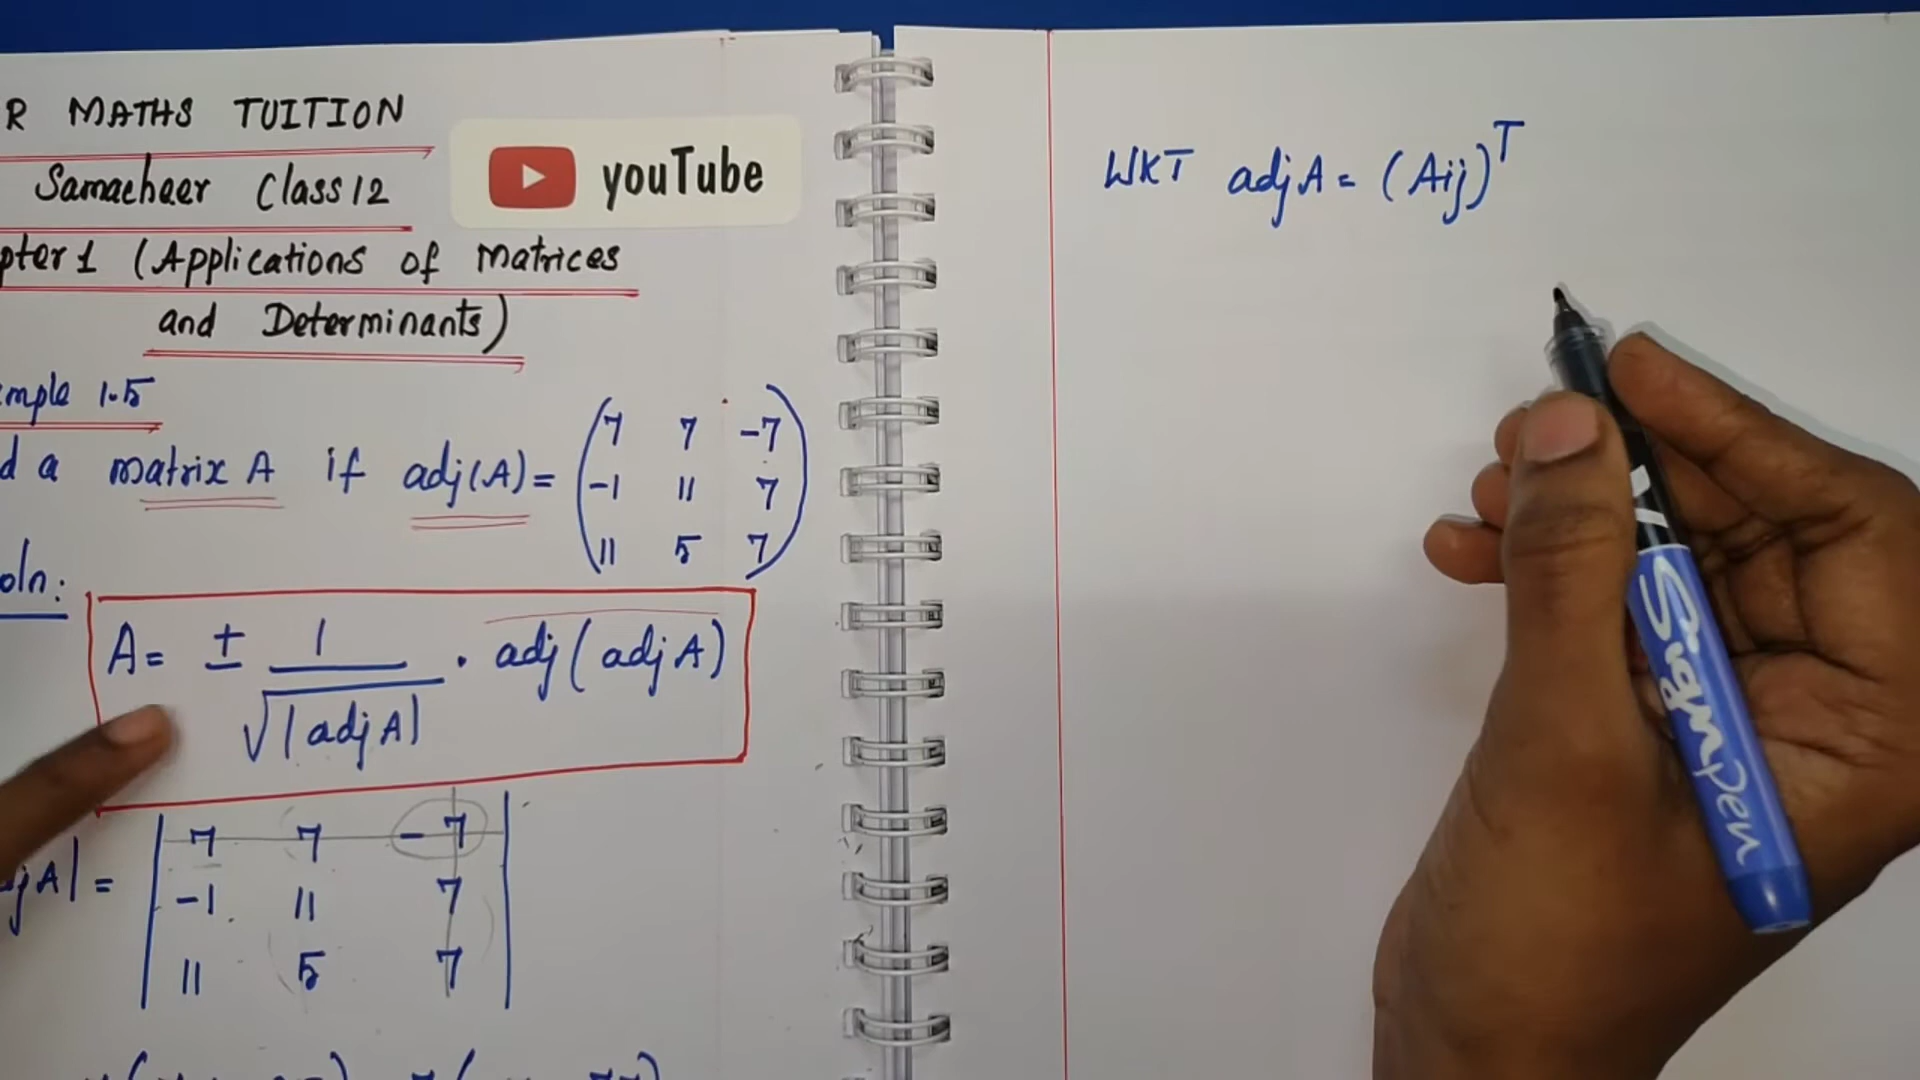 R MATHS TUITION
Samacheer Class 12
youTube
pter 1 (Applications of Matrices
and Determinants)
mple 1.5
d a matrix A if adj(A) =
7 7 -7
-1 11 7
11 5 7
oln:
A = ± 1/√|adj A| . adj(adj A)
jA| =
7 7 -7
-1 11 7
11 5 7
WKT adj A = (Aij)^T
Sigmpen